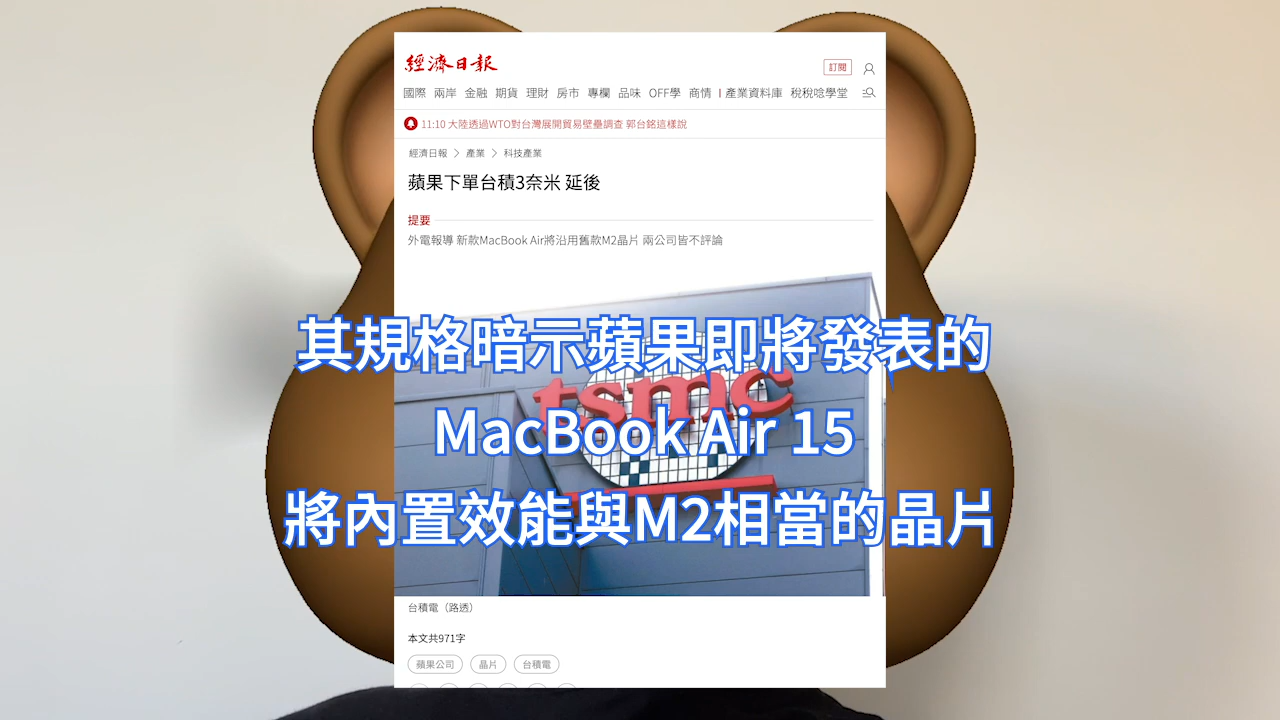 經濟日報
訂閱
國際 兩岸 金融 期貨 理財 房市 專欄 品味 OFF學 商情 產業資料庫 稅稅唸學堂
11:10 大陸透過WTO對台灣展開貿易壁壘調查 郭台銘這樣說
經濟日報 > 產業 > 科技產業
蘋果下單台積3奈米 延後
提要
外電報導 新款MacBook Air將沿用舊款M2晶片 兩公司皆不評論
其規格暗示蘋果即將發表的
tsmc
MacBook Air 15
將內置效能與M2相當的晶片
台積電（路透）
本文共971字
蘋果公司 晶片 台積電